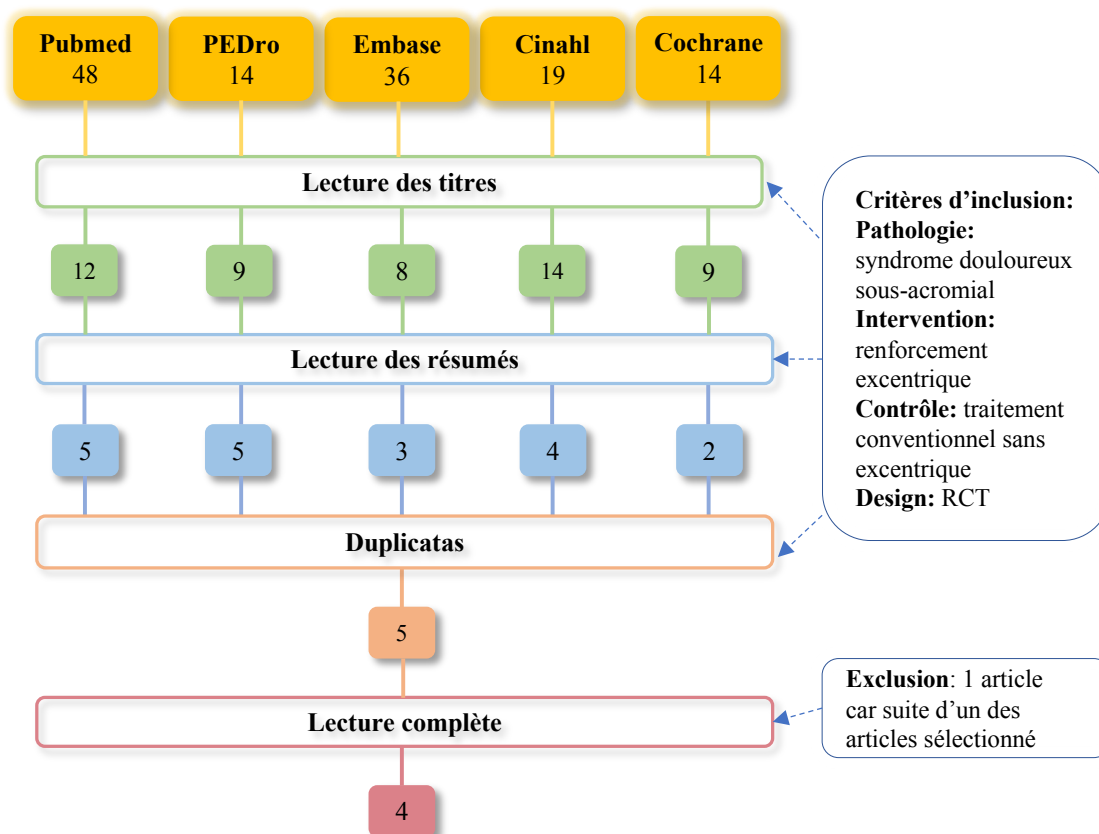 Pubmed
48
PEDro
14
Embase
36
Cinahl
19
Cochrane
14
Lecture des titres
12
9
8
14
9
Lecture des résumés
5
5
3
4
2
Duplicatas
5
Lecture complète
4
Critères d’inclusion:
Pathologie:
syndrome douloureux
sous-acromial
Intervention:
renforcement
excentrique
Contrôle: traitement
conventionnel sans
excentrique
Design: RCT
Exclusion: 1 article
car suite d’un des
articles sélectionné